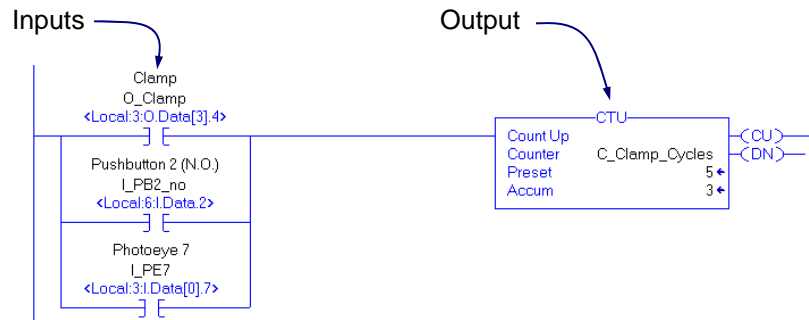 Inputs
Output
Clamp
O_Clamp
<Local:3:O.Data[3].4>
Pushbutton 2 (N.O.)
I_PB2_no
<Local:6:I.Data.2>
Photoeye 7
I_PE7
<Local:3:I.Data[0].7>
CTU
Count Up
Counter C_Clamp_Cycles
Preset 5
Accum 3
CU
DN